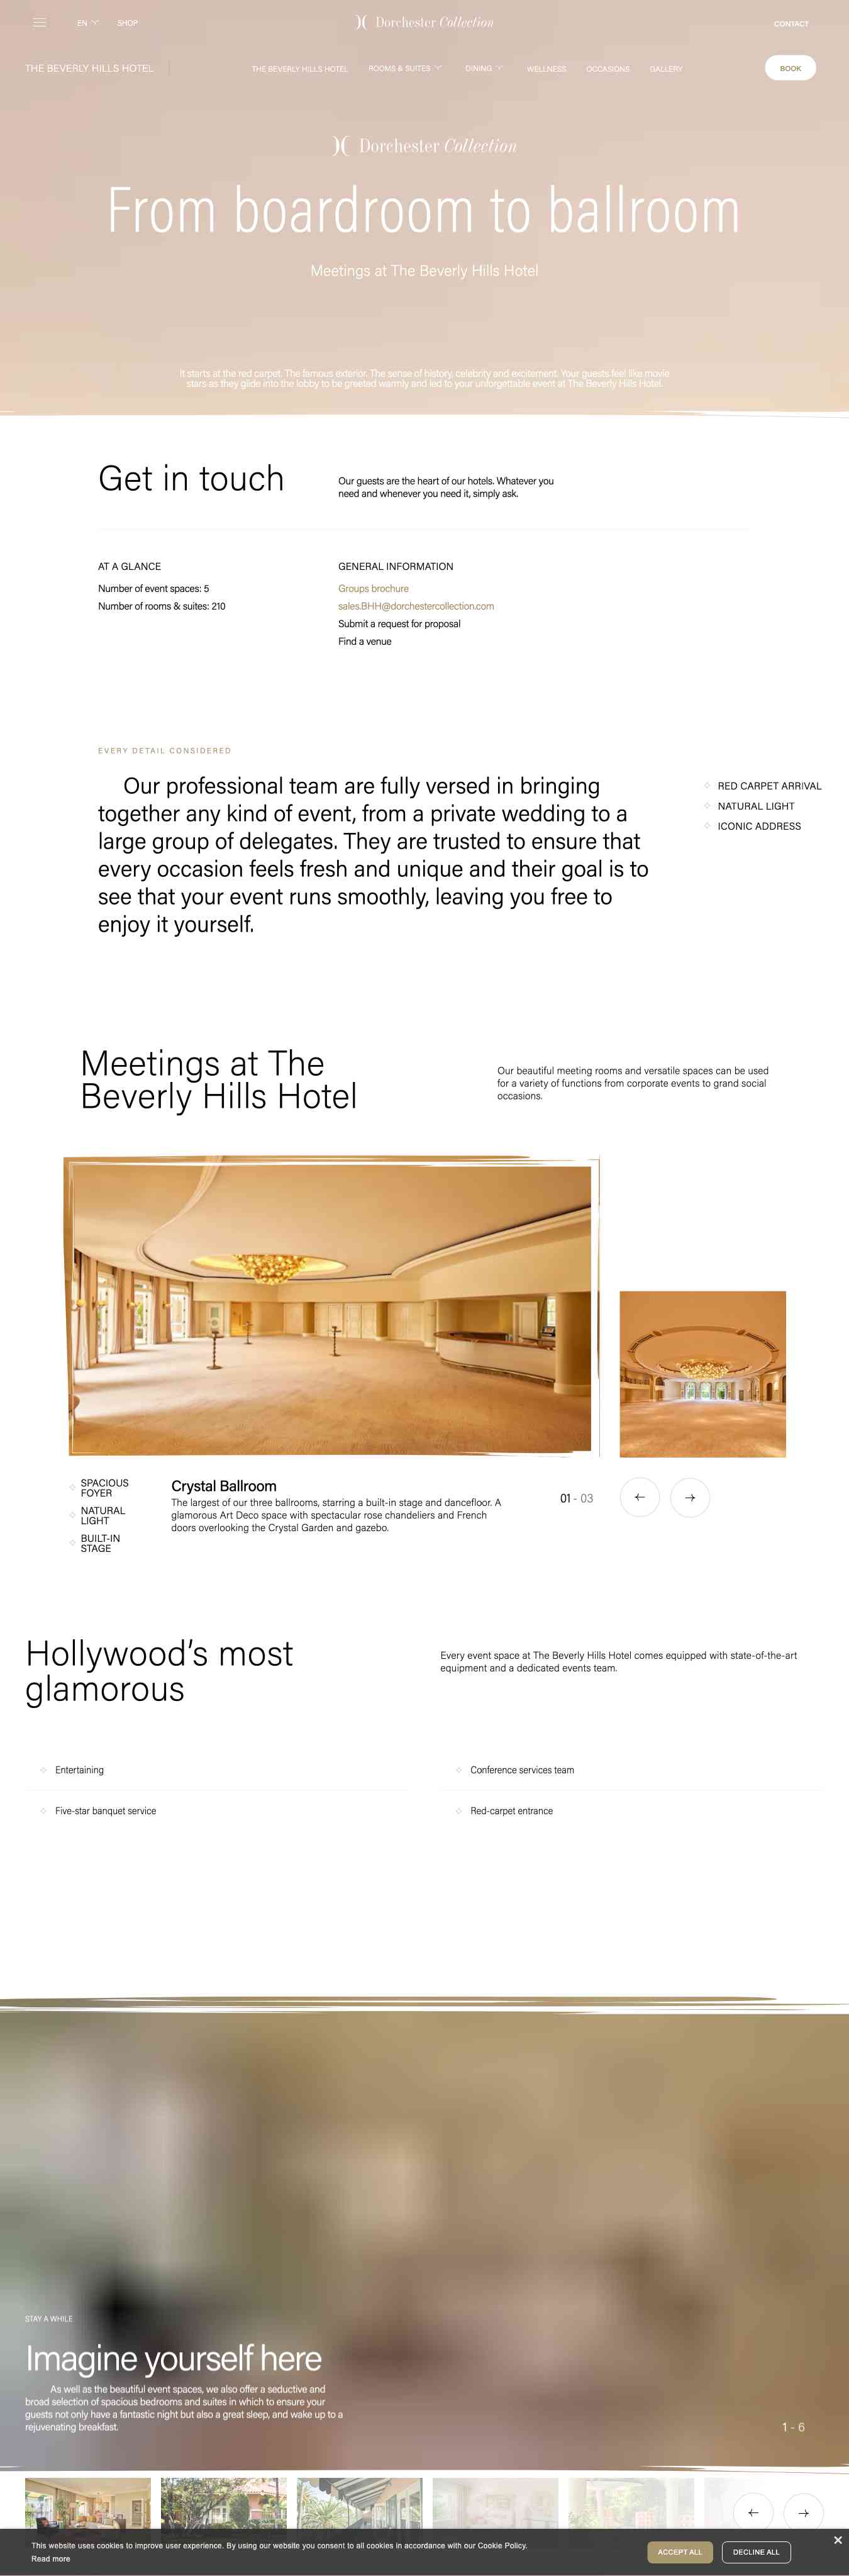 EN
SHOP
Dorchester Collection
CONTACT
THE BEVERLY HILLS HOTEL
THE BEVERLY HILLS HOTEL
ROOMS & SUITES
DINING
WELLNESS
OCCASIONS
GALLERY
BOOK
Dorchester Collection
From boardroom to ballroom
Meetings at The Beverly Hills Hotel
It starts at the red carpet. The famous exterior. The sense of history, celebrity and excitement. Your guests feel like movie
stars as they glide into the lobby to be greeted warmly and led to your unforgettable event at The Beverly Hills Hotel.
Get in touch
Our guests are the heart of our hotels. Whatever you
need and whenever you need it, simply ask.
AT A GLANCE
Number of event spaces: 5
Number of rooms & suites: 210
GENERAL INFORMATION
Groups brochure
sales.BHH@dorchestercollection.com
Submit a request for proposal
Find a venue
EVERY DETAIL CONSIDERED
Our professional team are fully versed in bringing
together any kind of event, from a private wedding to a
large group of delegates. They are trusted to ensure that
every occasion feels fresh and unique and their goal is to
see that your event runs smoothly, leaving you free to
enjoy it yourself.
RED CARPET ARRIVAL
NATURAL LIGHT
ICONIC ADDRESS
Meetings at The
Beverly Hills Hotel
Our beautiful meeting rooms and versatile spaces can be used
for a variety of functions from corporate events to grand social
occasions.
SPACIOUS
FOYER
NATURAL
LIGHT
BUILT-IN
STAGE
Crystal Ballroom
The largest of our three ballrooms, starring a built-in stage and dancefloor. A
glamorous Art Deco space with spectacular rose chandeliers and French
doors overlooking the Crystal Garden and gazebo.
01 - 03
Hollywood's most
glamorous
Every event space at The Beverly Hills Hotel comes equipped with state-of-the-art
equipment and a dedicated events team.
Entertaining
Conference services team
Five-star banquet service
Red-carpet entrance
STAY A WHILE
Imagine yourself here
As well as the beautiful event spaces, we also offer a seductive and
broad selection of spacious bedrooms and suites in which to ensure your
guests not only have a fantastic night but also a great sleep, and wake up to a
rejuvenating breakfast.
1 - 6
This website uses cookies to improve user experience. By using our website you consent to all cookies in accordance with our Cookie Policy.
Read more
ACCEPT ALL
DECLINE ALL